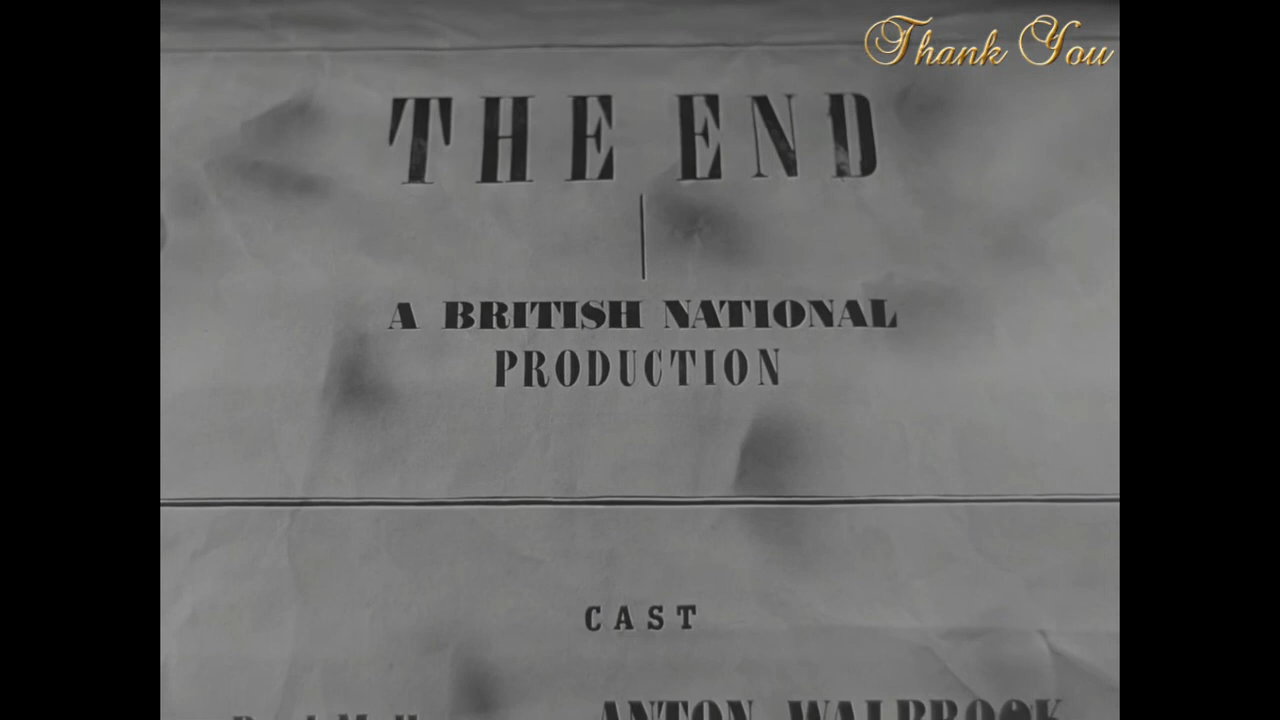 Thank You
THE END
A BRITISH NATIONAL
PRODUCTION
CAST
ANTON WALBROOK